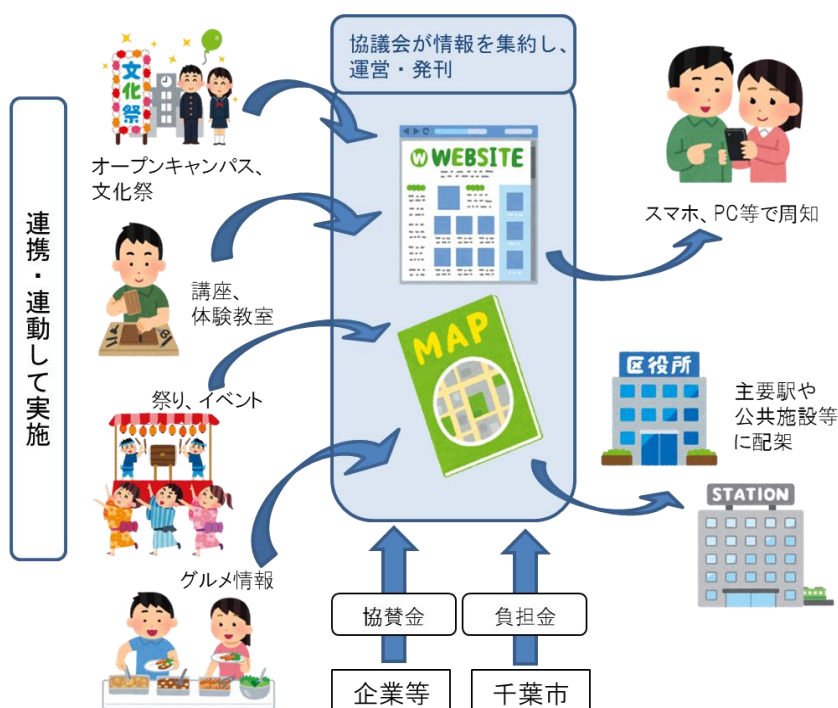 協議会が情報を集約し、
運営・発刊
連携・連動して実施
文化祭
オープンキャンパス、
文化祭
講座、
体験教室
祭り、イベント
グルメ情報
W WEBSITE
MAP
スマホ、PC等で周知
区役所
主要駅や
公共施設等
に配架
STATION
協賛金
負担金
企業等
千葉市